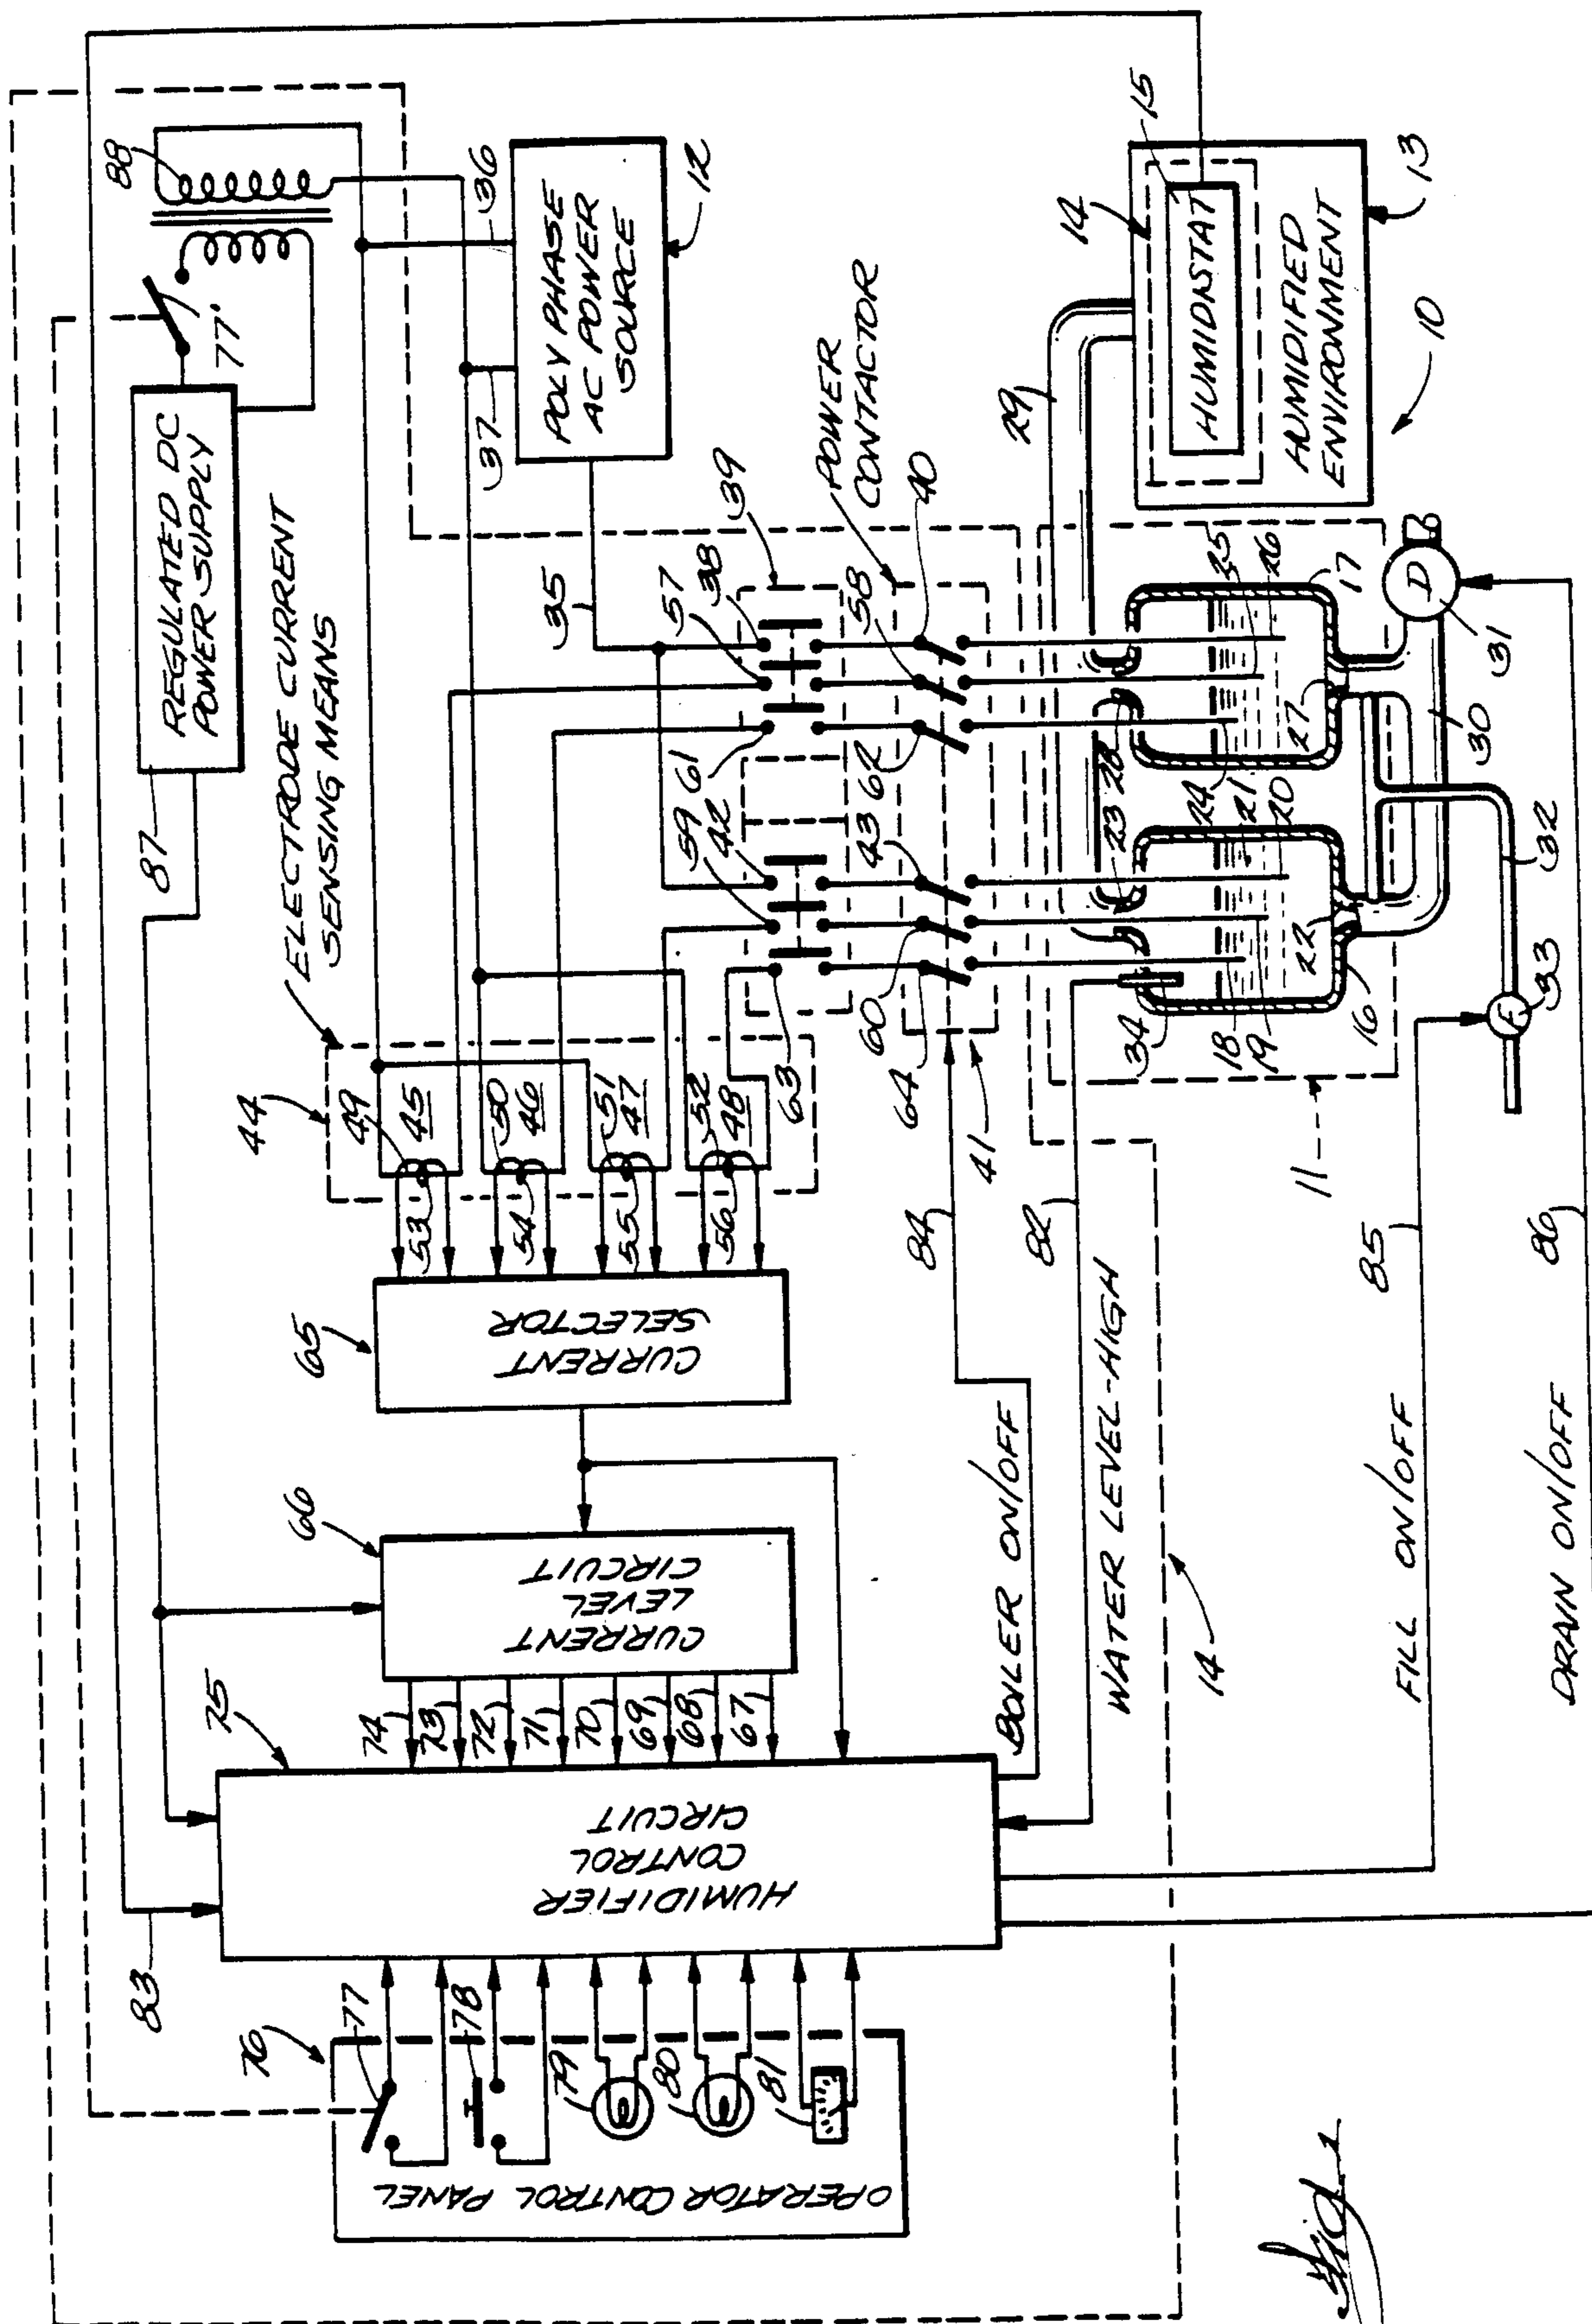 88
REGULATED DC
POWER SUPPLY
77'
87
36
37
POLY PHASE
AC POWER
SOURCE
12
ELECTRODE CURRENT
SENSING MEANS
44
49
45
50
46
51
47
52
48
53
54
55
56
35
57
38
39
61
59
42
63
POWER
CONTACTOR
58
40
62
43
60
64
41
84
29
14
15
HUMIDISTAT
HUMIDIFIED
ENVIRONMENT
13
10
28
23
25
26
17
24
27
21
20
22
18
19
16
34
11
D
31
30
32
F
33
CURRENT
SELECTOR
65
CURRENT
LEVEL
CIRCUIT
66
74
73
72
71
70
69
68
67
HUMIDIFIER
CONTROL
CIRCUIT
75
83
OPERATOR CONTROL PANEL
76
77
78
79
80
81
BOILER ON/OFF
82
WATER LEVEL-HIGH
14
FILL ON/OFF
85
DRAIN ON/OFF
86
Fig 1